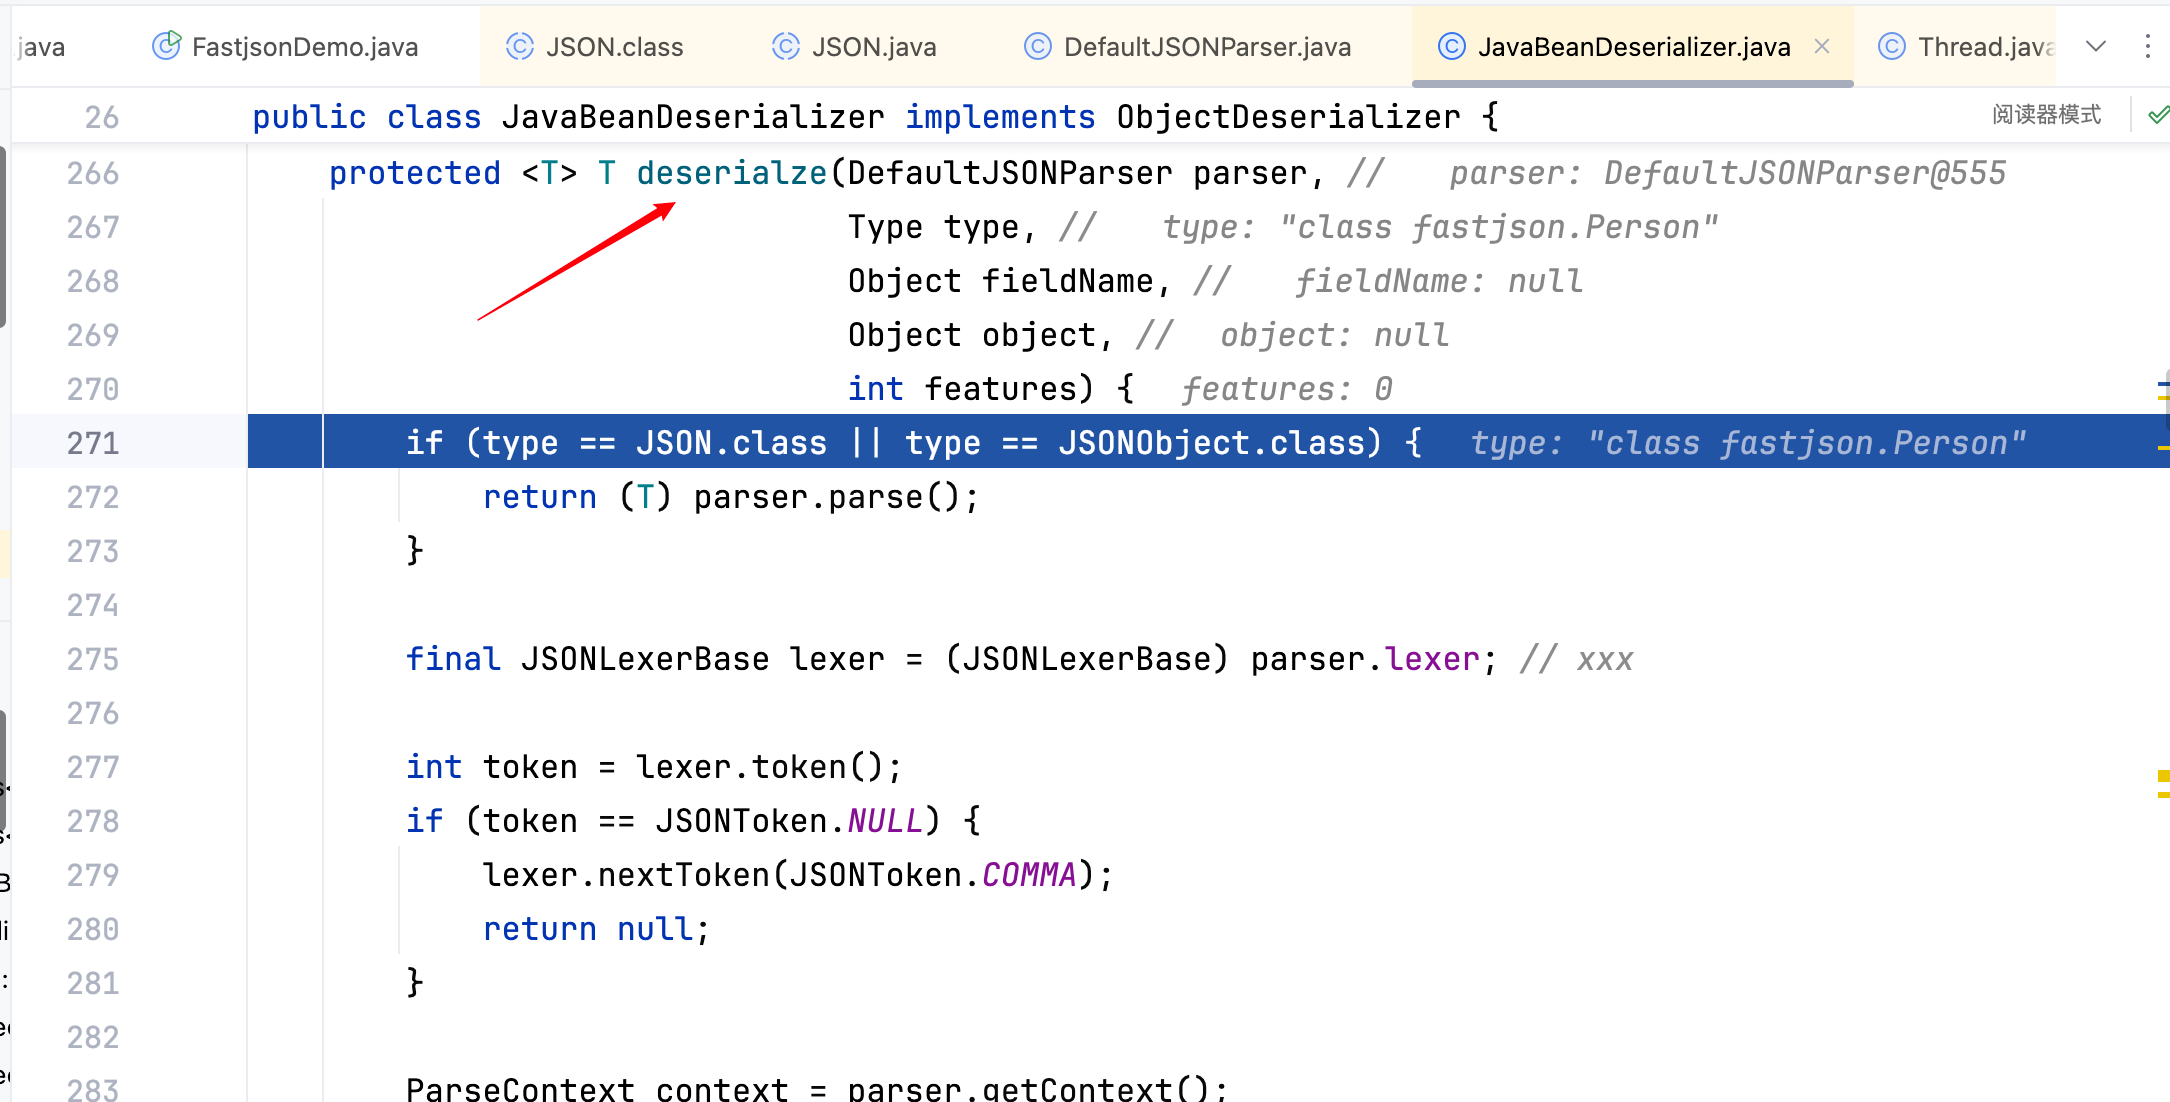 java FastjsonDemo.java JSON.class JSON.java DefaultJSONParser.java JavaBeanDeserializer.java Thread.java
26 public class JavaBeanDeserializer implements ObjectDeserializer { 阅读器模式
266 protected <T> T deserialze(DefaultJSONParser parser, // parser: DefaultJSONParser@555
267 Type type, // type: "class fastjson.Person"
268 Object fieldName, // fieldName: null
269 Object object, // object: null
270 int features) { features: 0
271 if (type == JSON.class || type == JSONObject.class) { type: "class fastjson.Person"
272 return (T) parser.parse();
273 }
274
275 final JSONLexerBase lexer = (JSONLexerBase) parser.lexer; // xxx
276
277 int token = lexer.token();
278 if (token == JSONToken.NULL) {
279 lexer.nextToken(JSONToken.COMMA);
280 return null;
281 }
282
283 ParseContext context = parser.getContext();